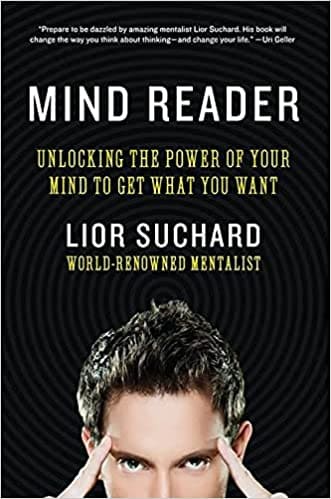 "Prepare to be dazzled by amazing mentalist Lior Suchard. His book will
change the way you think about thinking—and change your life." —Uri Geller
MIND READER
UNLOCKING THE POWER OF YOUR
MIND TO GET WHAT YOU WANT
LIOR SUCHARD
WORLD-RENOWNED MENTALIST